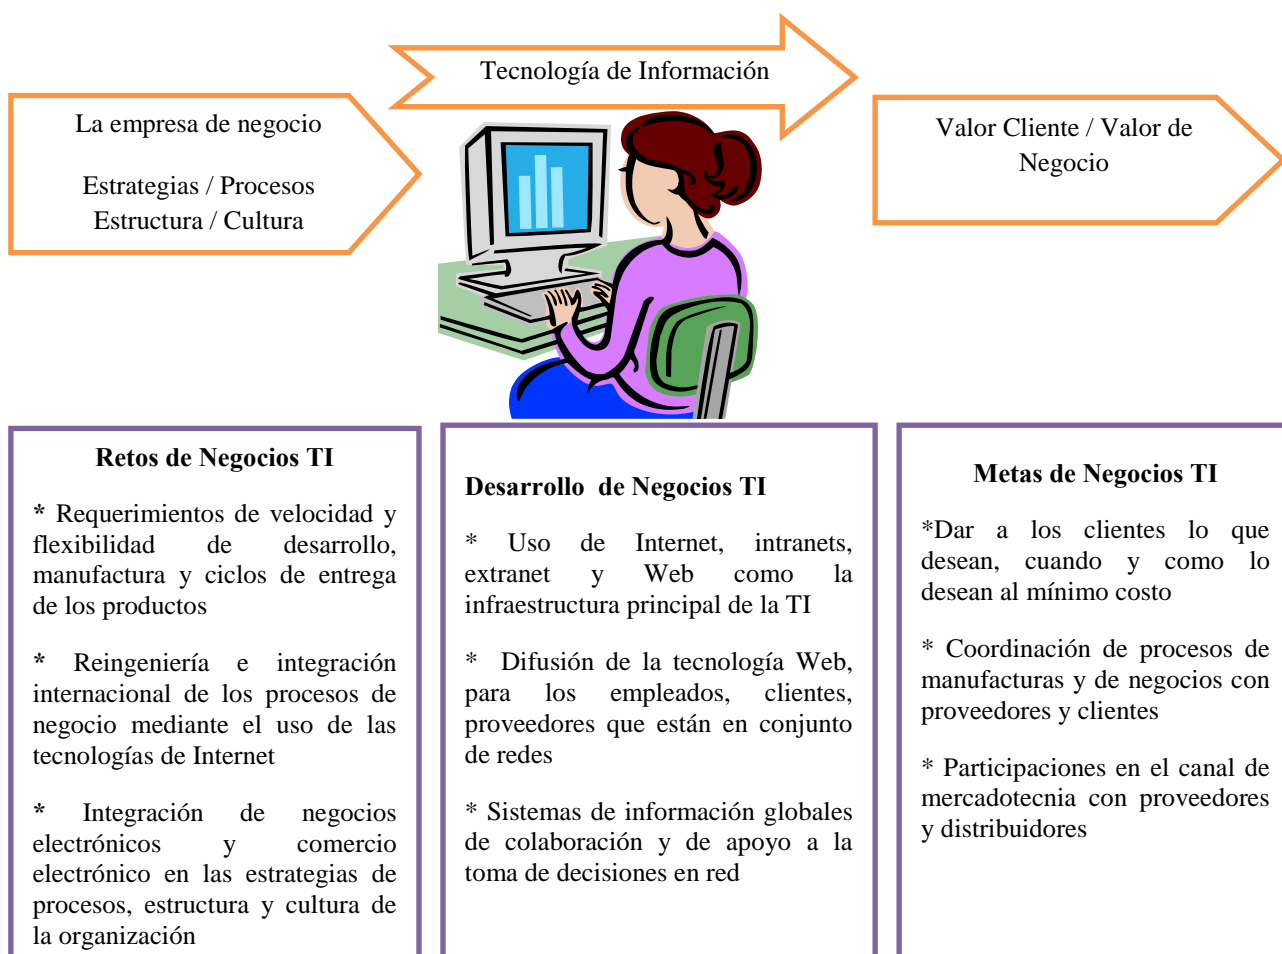 Tecnología de Información
La empresa de negocio
Estrategias / Procesos
Estructura / Cultura
Valor Cliente / Valor de
Negocio
Retos de Negocios TI
* Requerimientos de velocidad y
flexibilidad de desarrollo,
manufactura y ciclos de entrega
de los productos
* Reingeniería e integración
internacional de los procesos de
negocio mediante el uso de las
tecnologías de Internet
* Integración de negocios
electrónicos y comercio
electrónico en las estrategias de
procesos, estructura y cultura de
la organización
Desarrollo de Negocios TI
* Uso de Internet, intranets,
extranet y Web como la
infraestructura principal de la TI
* Difusión de la tecnología Web,
para los empleados, clientes,
proveedores que están en conjunto
de redes
* Sistemas de información globales
de colaboración y de apoyo a la
toma de decisiones en red
Metas de Negocios TI
*Dar a los clientes lo que
desean, cuando y como lo
desean al mínimo costo
* Coordinación de procesos de
manufacturas y de negocios con
proveedores y clientes
* Participaciones en el canal de
mercadotecnia con proveedores
y distribuidores